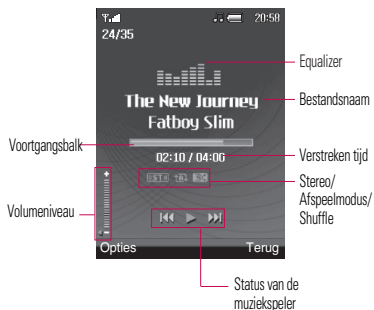 20:58
24/35
Equalizer
The New Journey
Bestandsnaam
Fatboy Slim
Voortgangsbalk
02:10 / 04:06
Verstreken tijd
Stereo/
Afspeelmodus/
Shuffle
Volumeniveau
Opties
Terug
Status van de
muziekspeler